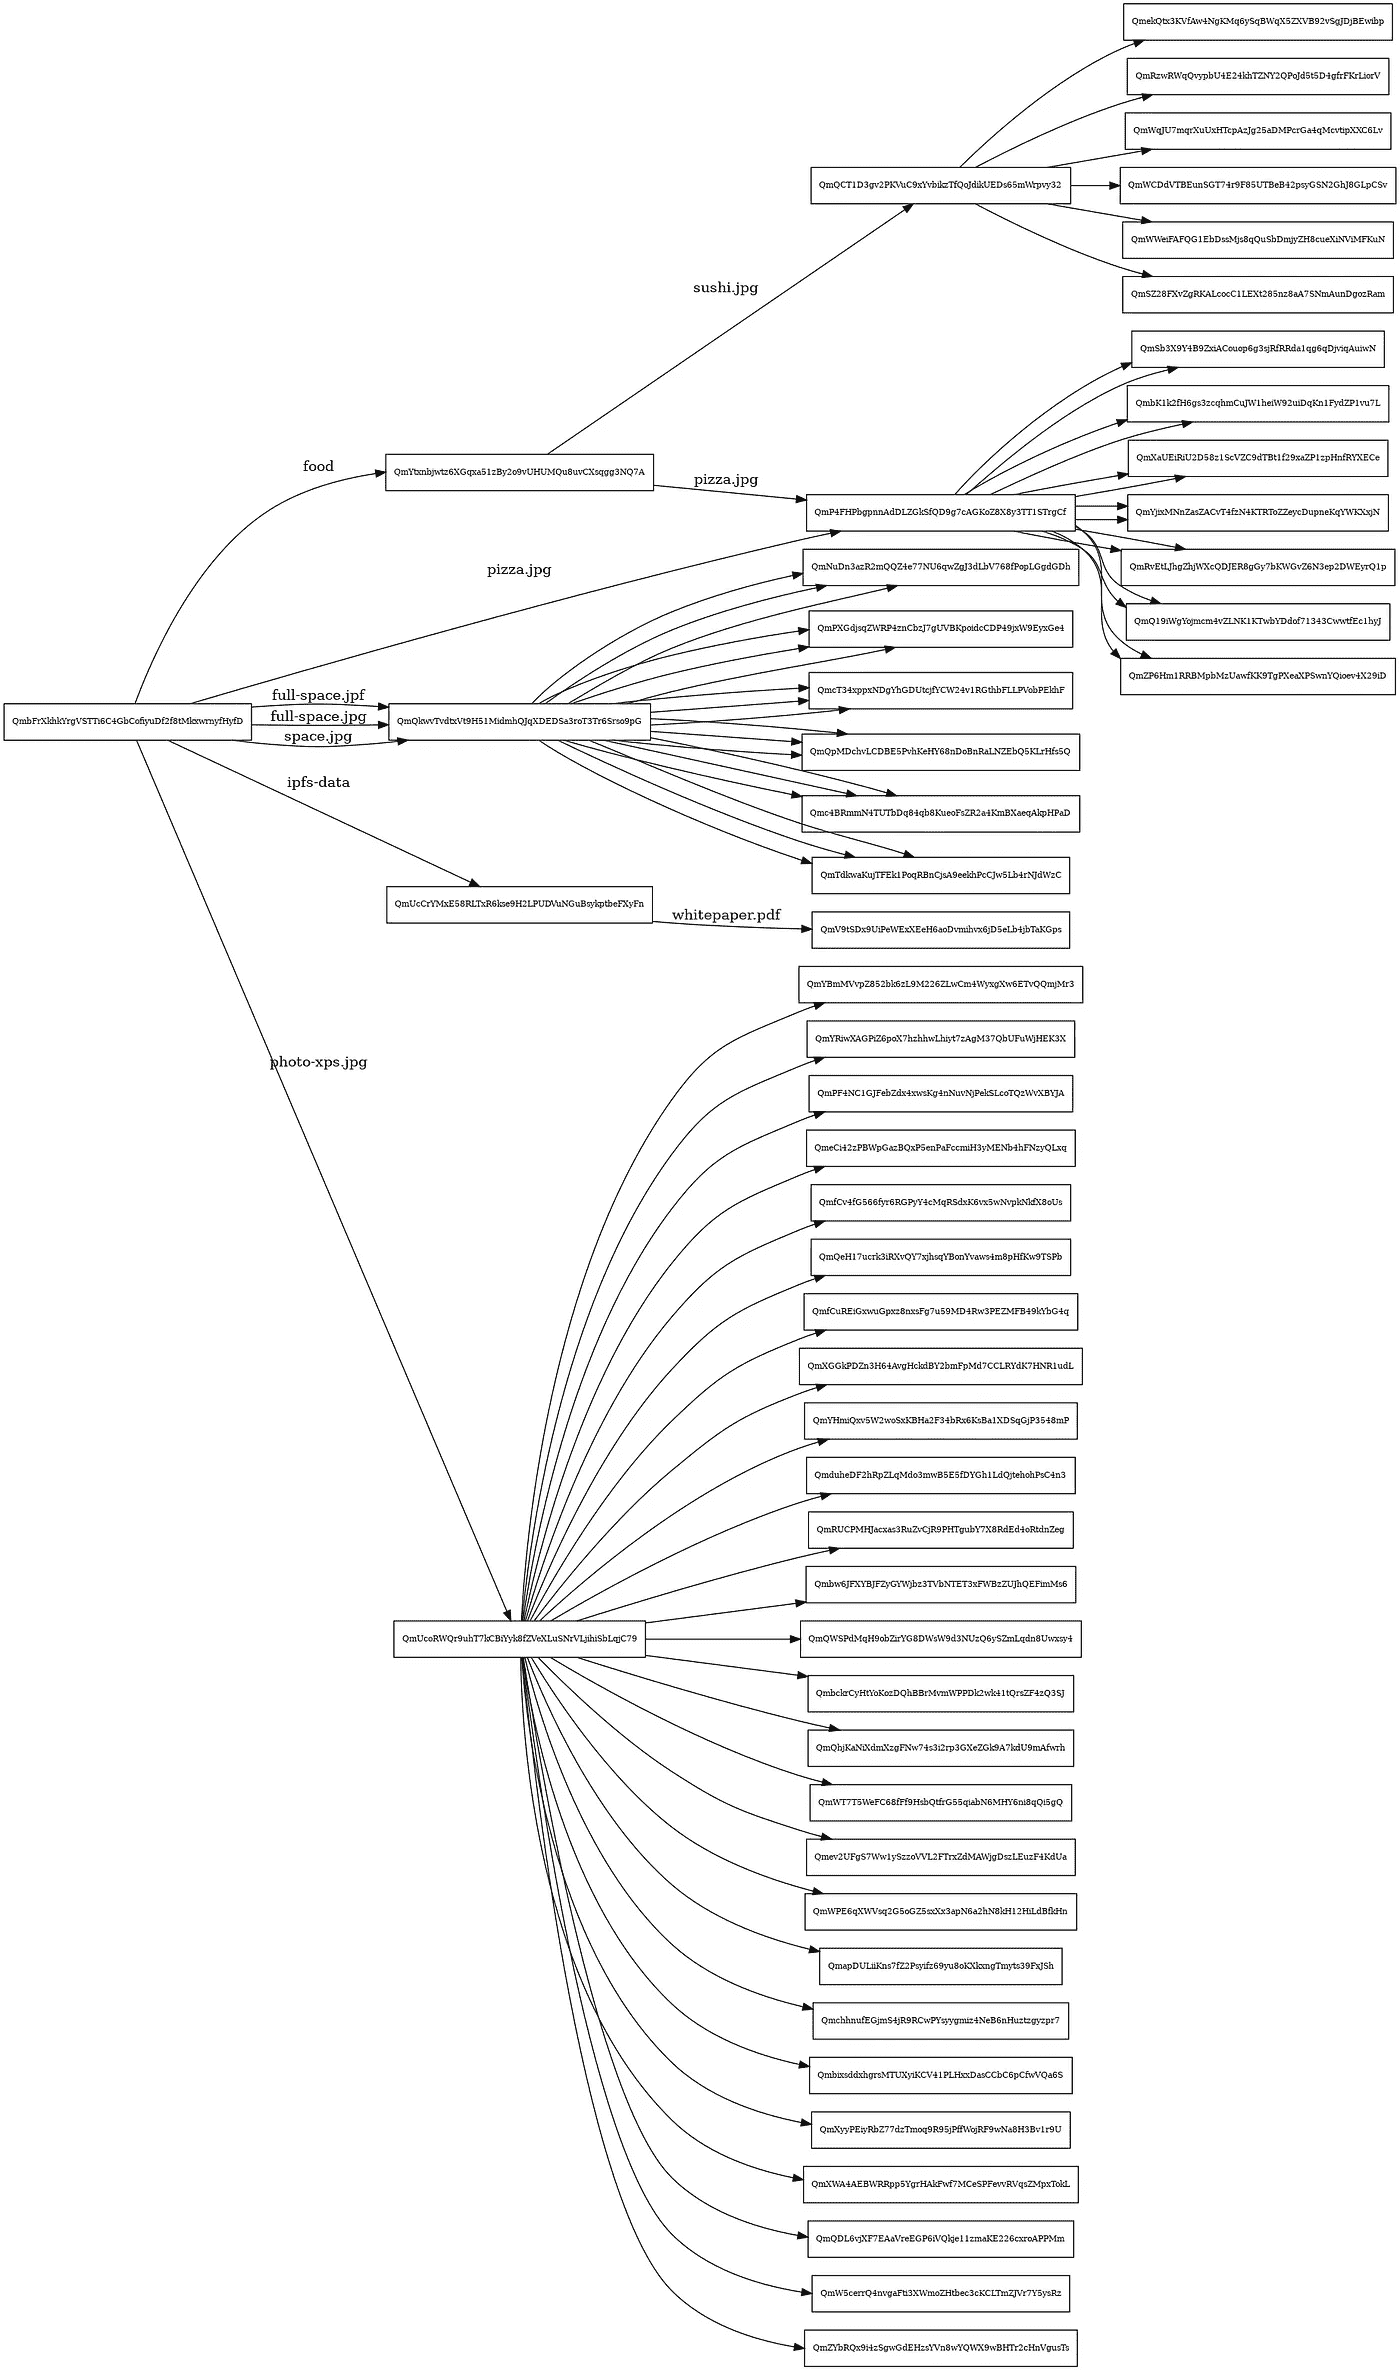 QmekQtx3KVfAw4NgKMq6ySqBWqX5ZXVB92vSgJDjBEwibp
QmRzwRWqQvypbU4E24khTZNY2QPoJd5t5D4gfrFKrLiorV
QmWqJU7mqrXuUxHTcpAzJg25aDMPcrGa4qMcvtipXXC6Lv
QmQCT1D3gv2PKVuC9xYvbikzTfQoJdikUEDs65mWrpvy32
QmWCDdVTBEunSGT74r9F85UTBeB42psyGSN2GhJ8GLpCSv
QmWWeiFAFQG1EbDssMjs8qQuSbDmjyZH8cueXiNViMFKuN
sushi.jpg
QmSZ28FXvZgRKALcocC1LEXt285nz8aA7SNmAunDgozRam
QmSb3X9Y4B9ZxiACouop6g3sjRfRRda1qg6qDjviqAuiwN
QmbK1k2fH6gs3zcqhmCuJW1heiW92uiDqKn1FydZP1vu7L
food
QmYtxnbjwtz6XGqxa51zBy2o9vUHUMQu8uvCXsqgg3NQ7A
pizza.jpg
QmXaUEiRiU2D58z1ScVZC9dTBt1f29xaZP1zpHnfRYXECe
QmP4FHPbgpnnAdDLZGkSfQD9g7cAGKoZ8X8y3TT1STrgCf
QmYjixMNnZasZACvT4fzN4KTRToZZeycDupneKqYWKXxjN
pizza.jpg
QmNuDn3azR2mQQZ4e77NU6qwZgJ3dLbV768fPopLGgdGDh
QmRvEtLJhgZhjWXcQDJER8gGy7bKWGvZ6N3ep2DWEyrQ1p
QmPXGdjsqZWRP4znCbzJ7gUVBKpoidcCDP49jxW9EyxGe4
QmQ19iWgYojmcm4vZLNK1KTwbYDdof71343CwwtfEc1hyJ
QmcT34xppxNDgYhGDUtcjfYCW24v1RGthbFLLPVobPEkhF
QmZP6Hm1RRBMpbMzUawfKK9TgPXeaXPSwnYQioev4X29iD
full-space.jpf
full-space.jpg
space.jpg
QmbFrXkhkYrgVSTTi6C4GbCofiyuDf2f8tMkxwrnyfHyfD
QmQkwvTvdtxVt9H51MidmhQJqXDEDSa3roT3Tr6Srso9pG
QmQpMDchvLCDBE5PvhKeHY68nDoBnRaLNZEbQ5KLrHfs5Q
ipfs-data
Qmc4BRmmN4TUTbDq84qb8KueoFsZR2a4KmBXaeqAkpHPaD
QmTdkwaKujTFEk1PoqRBnCjsA9eekhPcCJw5Lb4rNJdWzC
QmUcCrYMxE58RLTxR6kse9H2LPUDVuNGuBsykptbeFXyFn
whitepaper.pdf
QmV9tSDx9UiPeWExXEeH6aoDvmihvx6jD5eLb4jbTaKGps
QmYBmMVvpZ852bk6zL9M226ZLwCm4WyxgXw6ETvQQmjMr3
QmYRiwXAGPiZ6poX7hzhhwLhiyt7zAgM37QbUFuWjHEK3X
photo-xps.jpg
QmPF4NC1GJFebZdx4xwsKg4nNuvNjPekSLcoTQzWvXBYJA
QmeCi42zPBWpGazBQxP5enPaFccmiH3yMENb4hFNzyQLxq
QmfCv4fG566fyr6RGPyY4cMqRSdxK6vx5wNvpkNkfX8oUs
QmQeH17ucrk3iRXvQY7xjhsqYBonYvaws4m8pHfKw9TSPb
QmfCuREiGxwuGpxz8nxsFg7u59MD4Rw3PEZMFB49kYbG4q
QmXGGkPDZn3H64AvgHckdBY2bmFpMd7CCLRYdK7HNR1udL
QmYHmiQxv5W2woSxKBHa2F34bRx6KsBa1XDSqGjP3548mP
QmduheDF2hRpZLqMdo3mwB5E5fDYGh1LdQjtehohPsC4n3
QmRUCPMHJacxas3RuZvCjR9PHTgubY7X8RdEd4oRtdnZeg
Qmbw6JFXYBJFZyGYWjbz3TVbNTET3xFWBzZUJhQEFimMs6
QmUcoRWQr9uhT7kCBiYyk8fZVeXLuSNrVLjihiSbLqjC79
QmQWSPdMqH9obZirYG8DWsW9d3NUzQ6ySZmLqdn8Uwxsy4
QmbckrCyHtYoKozDQhBBrMvmWPPDk2wk41tQrsZF4zQ3SJ
QmQhjKaNiXdmXzgFNw74s3i2rp3GXeZGk9A7kdU9mAfwrh
QmWT7T5WeFC68fFf9HsbQtfrG55qiabN6MHY6ni8qQi5gQ
Qmev2UFgS7Ww1ySzzoVVL2FTrxZdMAWjgDszLEuzF4KdUa
QmWPE6qXWVsq2G5oGZ5sxXx3apN6a2hN8kH12HiLdBfkHn
QmapDULiiKns7fZ2Psyifz69yu8oKXkxngTmyts39FxJSh
QmchhnufEGjmS4jR9RCwPYsyygmiz4NeB6nHuztzgyzpr7
QmbixsddxhgrsMTUXyiKCV41PLHxxDasCCbC6pCfwVQa6S
QmXyyPEiyRbZ77dzTmoq9R95jPffWojRF9wNa8H3Bv1r9U
QmXWA4AEBWRRpp5YgrHAkFwf7MCeSPFevvRVqsZMpxTokL
QmQDL6vjXF7EAaVreEGP6iVQkje11zmaKE226cxroAPPMm
QmW5cerrQ4nvgaFti3XWmoZHtbec3cKCLTmZJVr7Y5ysRz
QmZYbRQx9i4zSgwGdEHzsYVn8wYQWX9wBHTr2cHnVgusTs